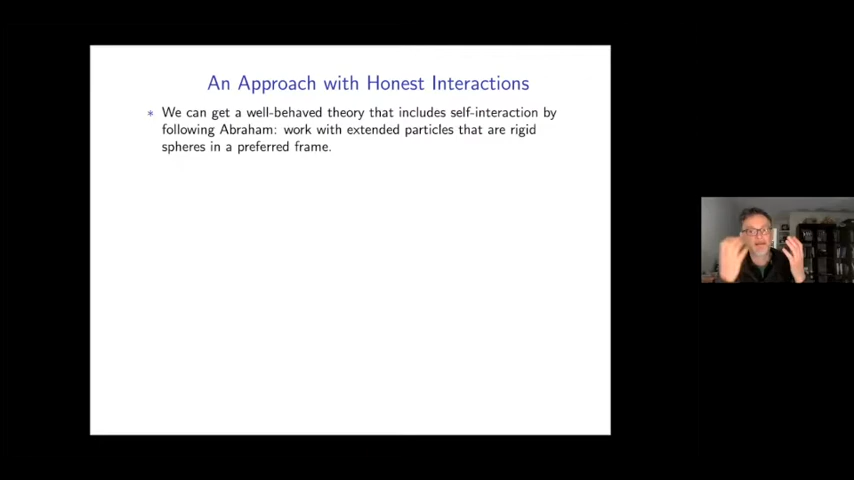 An Approach with Honest Interactions
* We can get a well-behaved theory that includes self-interaction by
following Abraham: work with extended particles that are rigid
spheres in a preferred frame.